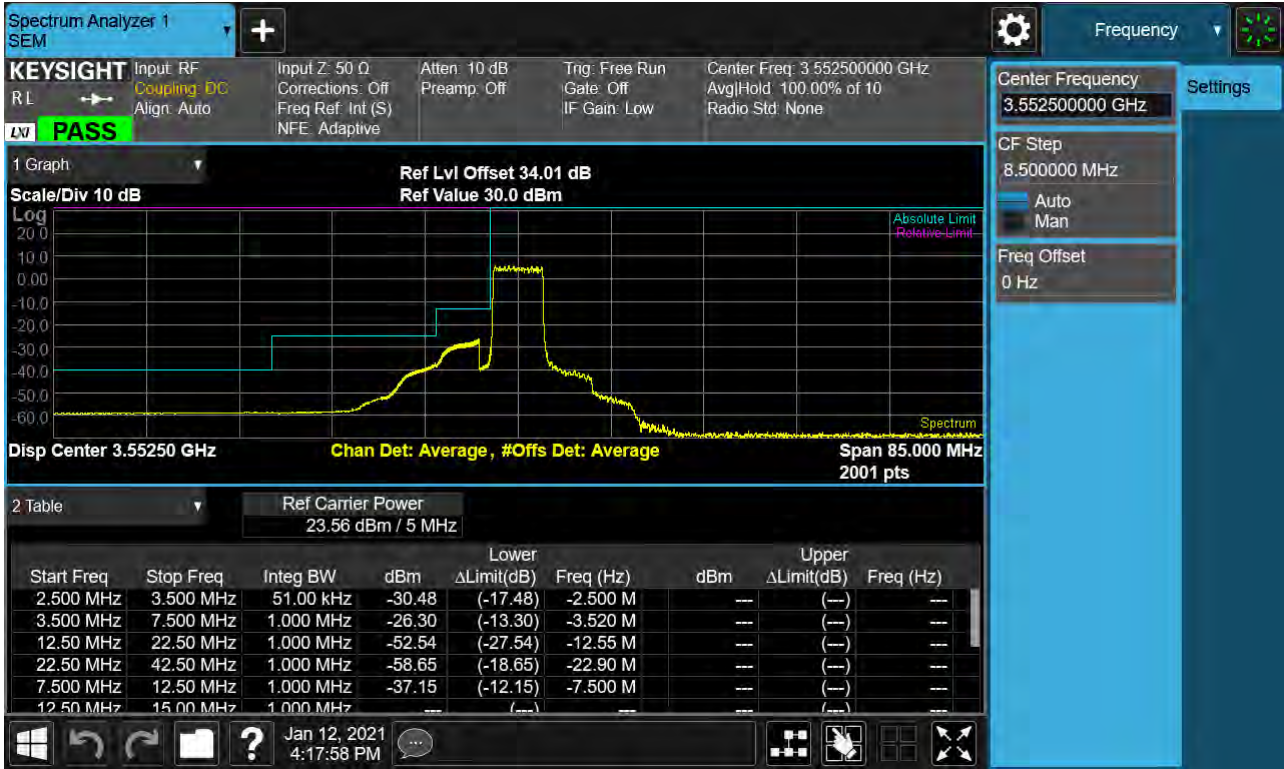 Spectrum Analyzer 1
SEM
+
Frequency
KEYSIGHT
R L
LXI
PASS
Input: RF
Coupling: DC
Align: Auto
Input Z: 50 Ω
Corrections: Off
Freq Ref: Int (S)
NFE: Adaptive
Atten: 10 dB
Preamp: Off
Trig: Free Run
Gate: Off
IF Gain: Low
Center Freq: 3.552500000 GHz
Avg|Hold: 100.00% of 10
Radio Std: None
Center Frequency
3.552500000 GHz
Settings
CF Step
8.500000 MHz
Auto
Man
Freq Offset
0 Hz
1 Graph
Scale/Div 10 dB
Ref Lvl Offset 34.01 dB
Ref Value 30.0 dBm
Log
Absolute Limit
Relative Limit
20.0
10.0
0.00
-10.0
-20.0
-30.0
-40.0
-50.0
-60.0
Spectrum
Disp Center 3.55250 GHz
Chan Det: Average, #Offs Det: Average
Span 85.000 MHz
2001 pts
2 Table
Ref Carrier Power
23.56 dBm / 5 MHz
Lower Upper
Start Freq Stop Freq Integ BW dBm ΔLimit(dB) Freq (Hz) dBm ΔLimit(dB) Freq (Hz)
2.500 MHz 3.500 MHz 51.00 kHz -30.48 (-17.48) -2.500 M --- (---) ---
3.500 MHz 7.500 MHz 1.000 MHz -26.30 (-13.30) -3.520 M --- (---) ---
12.50 MHz 22.50 MHz 1.000 MHz -52.54 (-27.54) -12.55 M --- (---) ---
22.50 MHz 42.50 MHz 1.000 MHz -58.65 (-18.65) -22.90 M --- (---) ---
7.500 MHz 12.50 MHz 1.000 MHz -37.15 (-12.15) -7.500 M --- (---) ---
12.50 MHz 15.00 MHz 1.000 MHz --- (---) --- --- (---) ---
?
Jan 12, 2021
4:17:58 PM